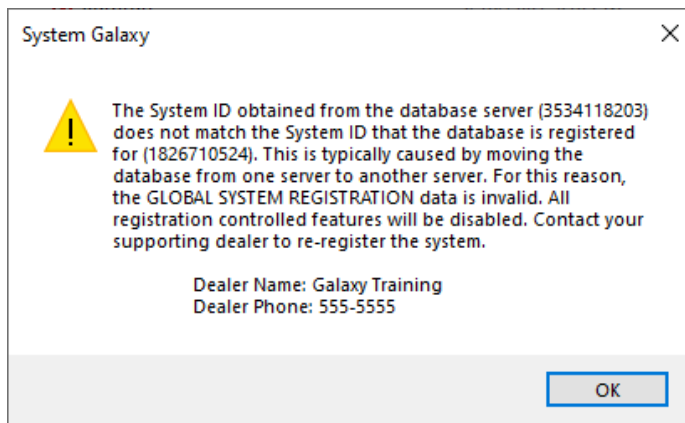 System Galaxy
The System ID obtained from the database server (3534118203)
does not match the System ID that the database is registered
for (1826710524). This is typically caused by moving the
database from one server to another server. For this reason,
the GLOBAL SYSTEM REGISTRATION data is invalid. All
registration controlled features will be disabled. Contact your
supporting dealer to re-register the system.
Dealer Name: Galaxy Training
Dealer Phone: 555-5555
OK